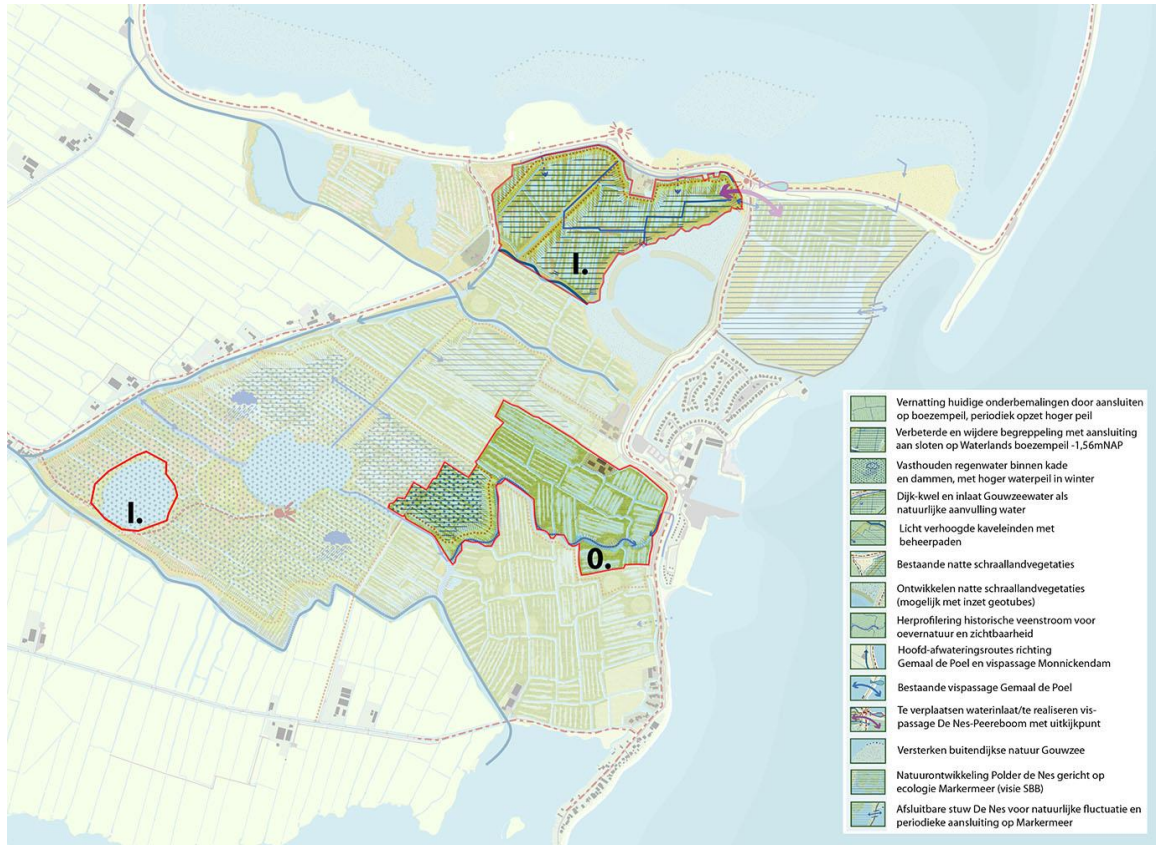 I.
I.
0.
Vernatting huidige onderbemalingen door aansluiten
op boezempeil, periodiek opzet hoger peil
Verbeterde en wijdere begreppeling met aansluiting
aan sloten op Waterlands boezempeil -1,56mNAP
Vasthouden regenwater binnen kade
en dammen, met hoger waterpeil in winter
Dijk-kwel en inlaat Gouwzeewater als
natuurlijke aanvulling water
Licht verhoogde kaveleinden met
beheerpaden
Bestaande natte schraallandvegetaties
Ontwikkelen natte schraallandvegetaties
(mogelijk met inzet geotubes)
Herprofilering historische veenstroom voor
oevernatuur en zichtbaarheid
Hoofd-afwateringsroutes richting
Gemaal de Poel en vispassage Monnickendam
Bestaande vispassage Gemaal de Poel
Te verplaatsen waterinlaat/te realiseren vis-
passage De Nes-Peereboom met uitkijkpunt
Versterken buitendijkse natuur Gouwzee
Natuurontwikkeling Polder de Nes gericht op
ecologie Markermeer (visie SBB)
Afsluitbare stuw De Nes voor natuurlijke fluctuatie en
periodieke aansluiting op Markermeer